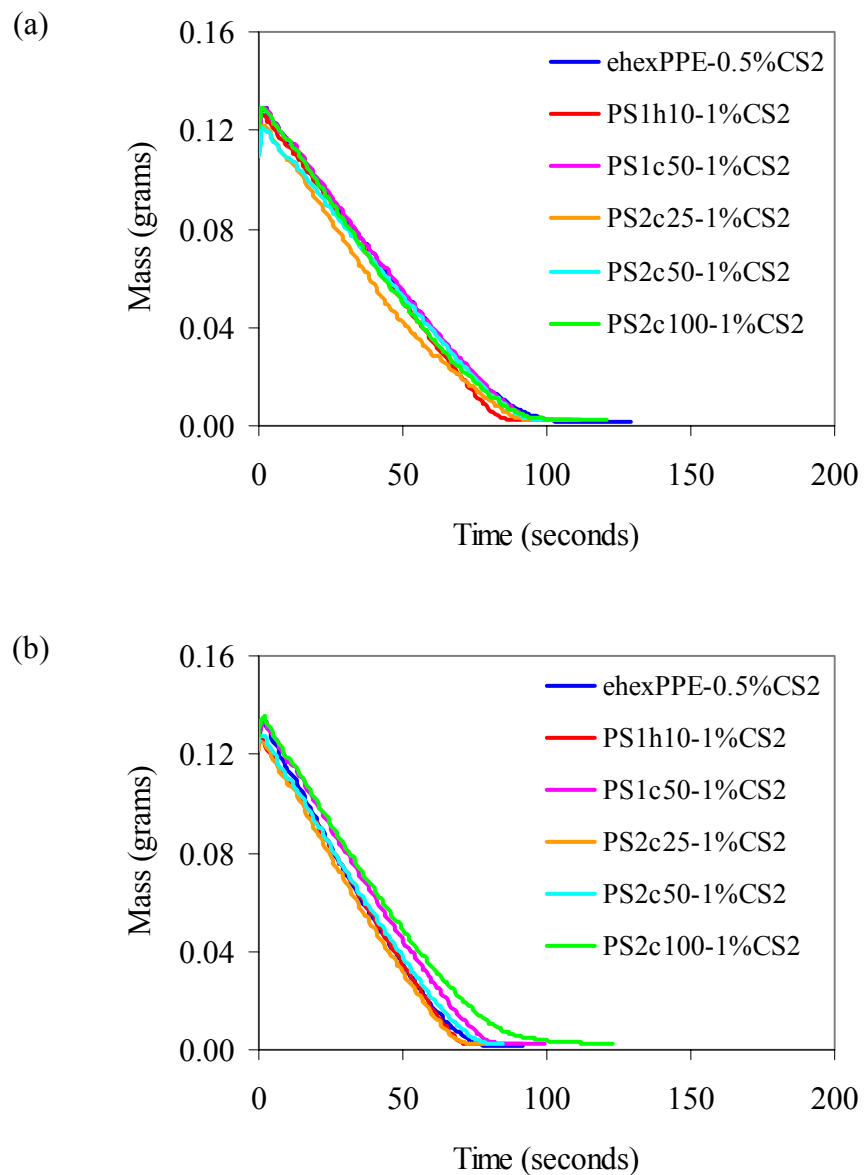 (a)
0.16
0.12
0.08
0.04
0.00
Mass (grams)
ehexPPE-0.5%CS2
PS1h10-1%CS2
PS1c50-1%CS2
PS2c25-1%CS2
PS2c50-1%CS2
PS2c100-1%CS2
0 50 100 150 200
Time (seconds)
(b)
0.16
0.12
0.08
0.04
0.00
Mass (grams)
ehexPPE-0.5%CS2
PS1h10-1%CS2
PS1c50-1%CS2
PS2c25-1%CS2
PS2c50-1%CS2
PS2c100-1%CS2
0 50 100 150 200
Time (seconds)